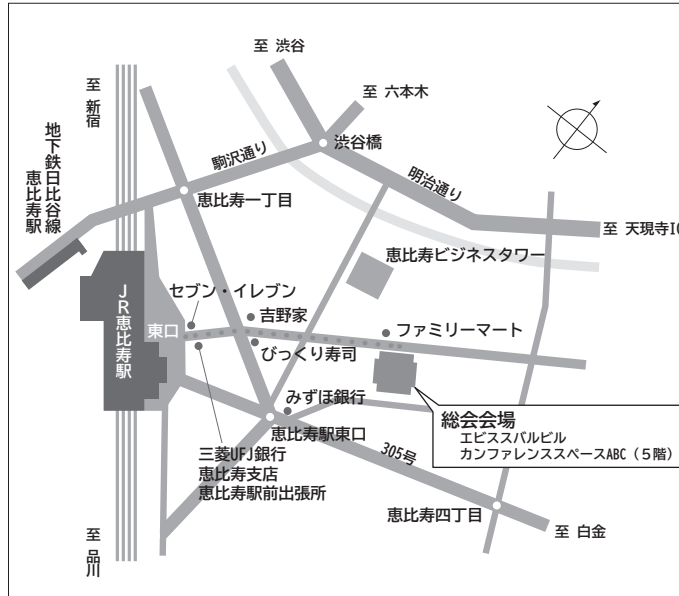 至 渋谷
至 六本木
至 新宿
地下鉄日比谷線
恵比寿駅
駒沢通り
渋谷橋
明治通り
恵比寿一丁目
至 天現寺IC
恵比寿ビジネスタワー
セブン・イレブン
吉野家
ファミリーマート
東口
JR恵比寿駅
びっくり寿司
みずほ銀行
恵比寿駅東口
総会会場
エビススバルビル
カンファレンススペースABC（5階）
三菱UFJ銀行
恵比寿支店
恵比寿駅前出張所
305号
恵比寿四丁目
至 白金
至 品川